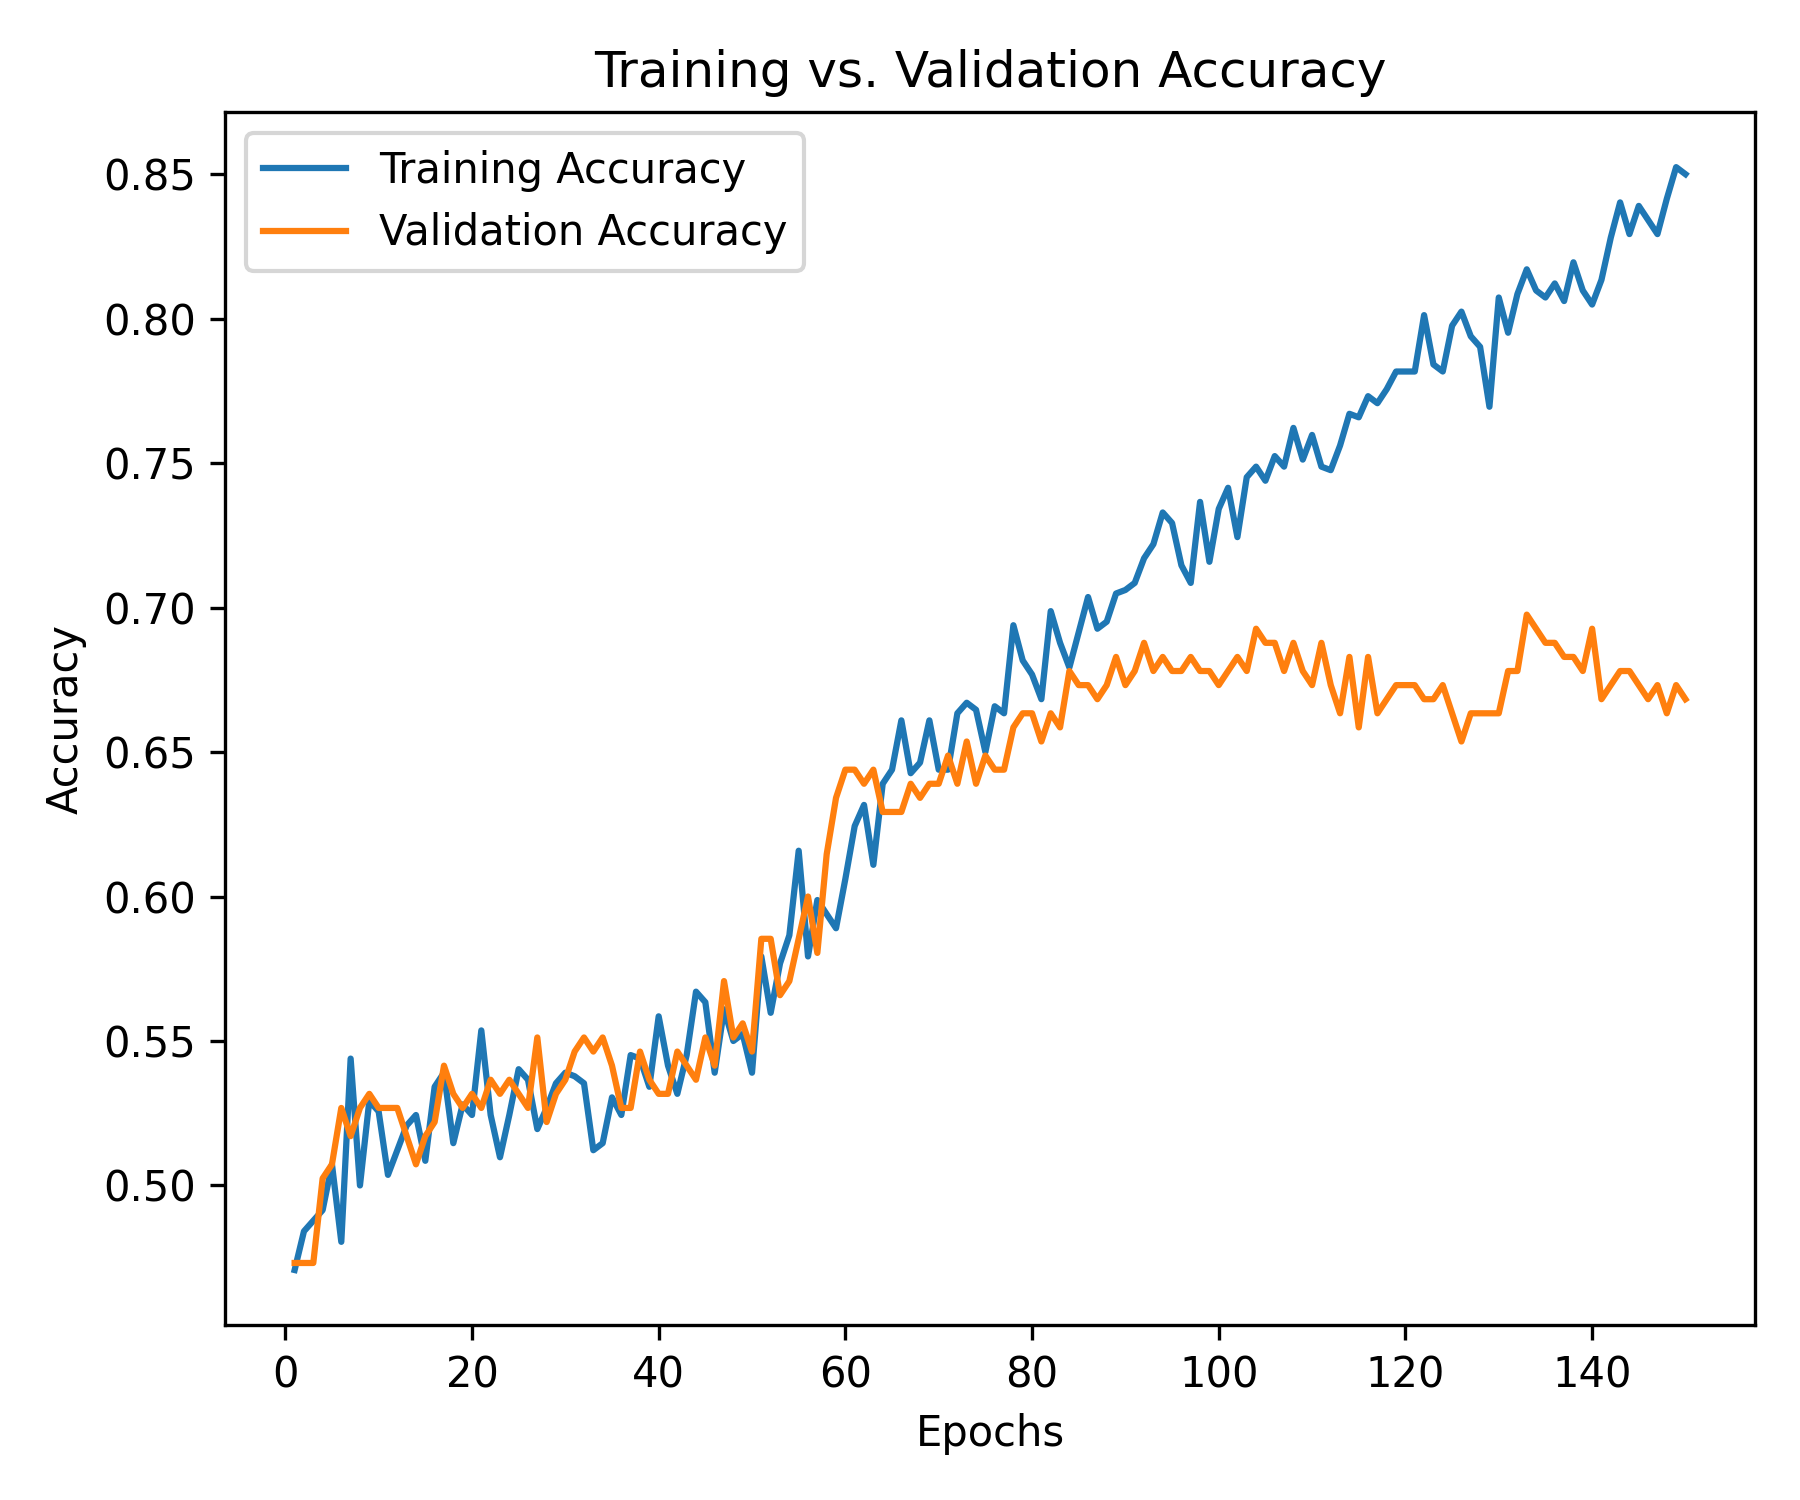 Training vs. Validation Accuracy
Training Accuracy
Validation Accuracy
0.85
0.80
0.75
0.70
0.65
0.60
0.55
0.50
Accuracy
0 20 40 60 80 100 120 140
Epochs